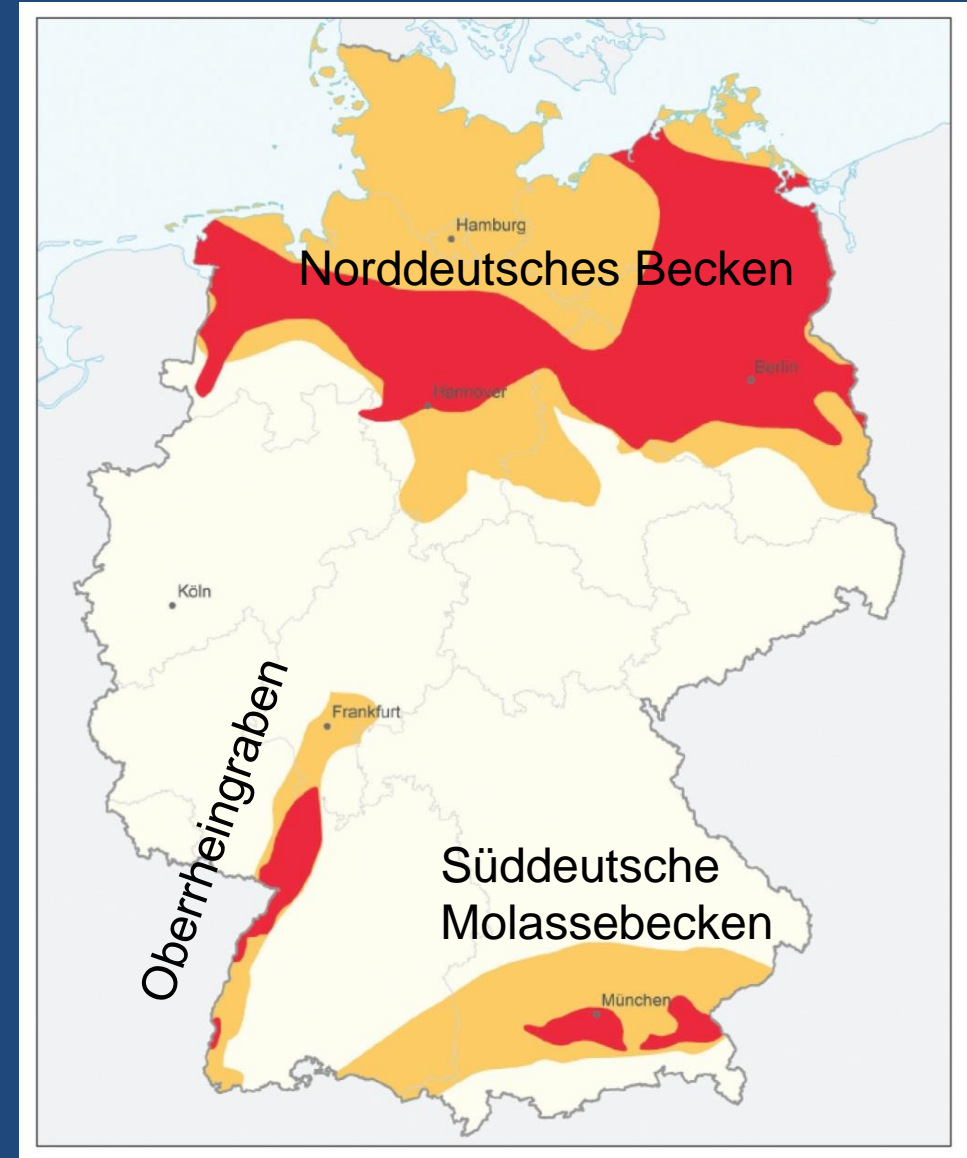 Hamburg
Norddeutsches Becken
Berlin
Hannover
Köln
Oberrheingraben
Frankfurt
Süddeutsche
Molassebecken
München